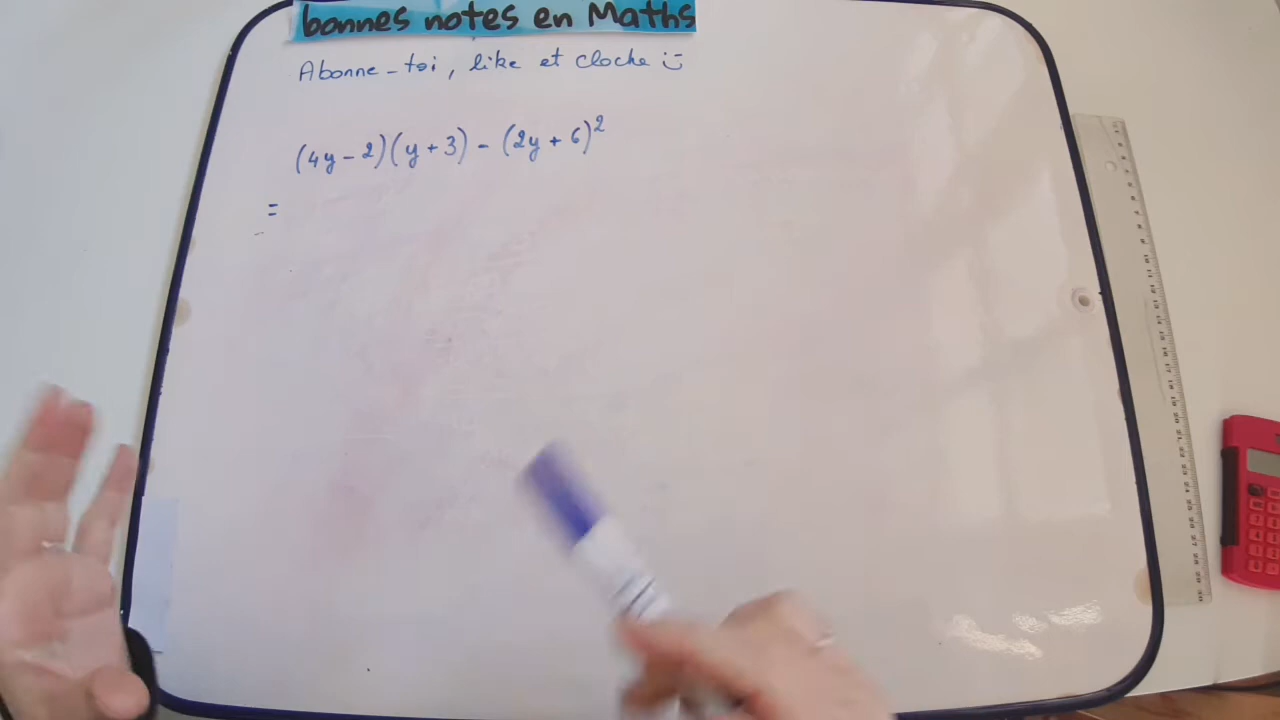 bonnes notes en Maths
Abonne-toi, like et cloche :)
(4y - 2)(y + 3) - (2y + 6)²
=